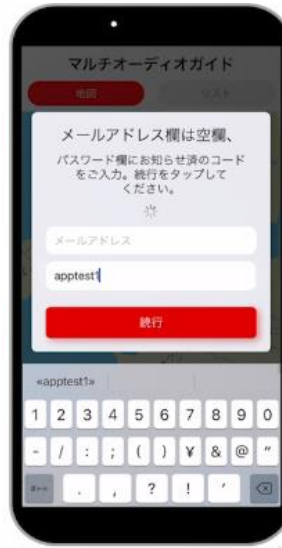 マルチオーディオガイド
地図
リスト
メールアドレス欄は空欄、
パスワード欄にお知らせ済のコード
をご入力。続行をタップして
ください。
メールアドレス
apptest1
続行
«apptest1»
1 2 3 4 5 6 7 8 9 0
- / : ; ( ) ¥ & @ "
#+= . , ? ! '